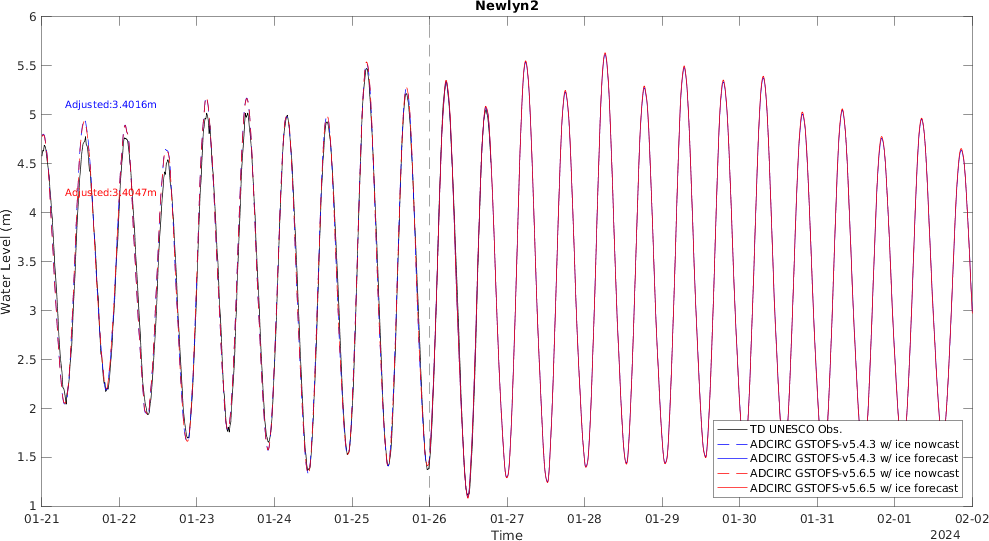 Newlyn2
6
5.5
5
4.5
4
3.5
3
2.5
2
1.5
1
Water Level (m)
Adjusted:3.4016m
Adjusted:3.4047m
TD UNESCO Obs.
ADCIRC GSTOFS-v5.4.3 w/ ice nowcast
ADCIRC GSTOFS-v5.4.3 w/ ice forecast
ADCIRC GSTOFS-v5.6.5 w/ ice nowcast
ADCIRC GSTOFS-v5.6.5 w/ ice forecast
01-21 01-22 01-23 01-24 01-25 01-26 01-27 01-28 01-29 01-30 01-31 02-01 02-02
Time
2024